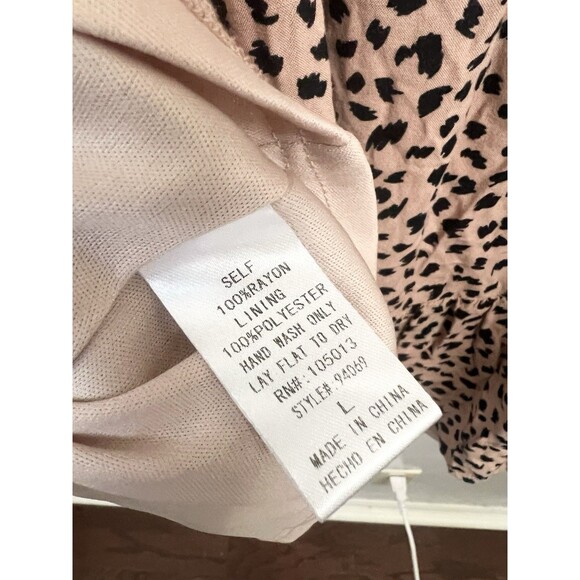 SELF
100%RAYON
LINING
100%POLYESTER
HAND WASH ONLY
LAY FLAT TO DRY
RN#:105013
STYLE# 94069
L
MADE IN CHINA
HECHO EN CHINA